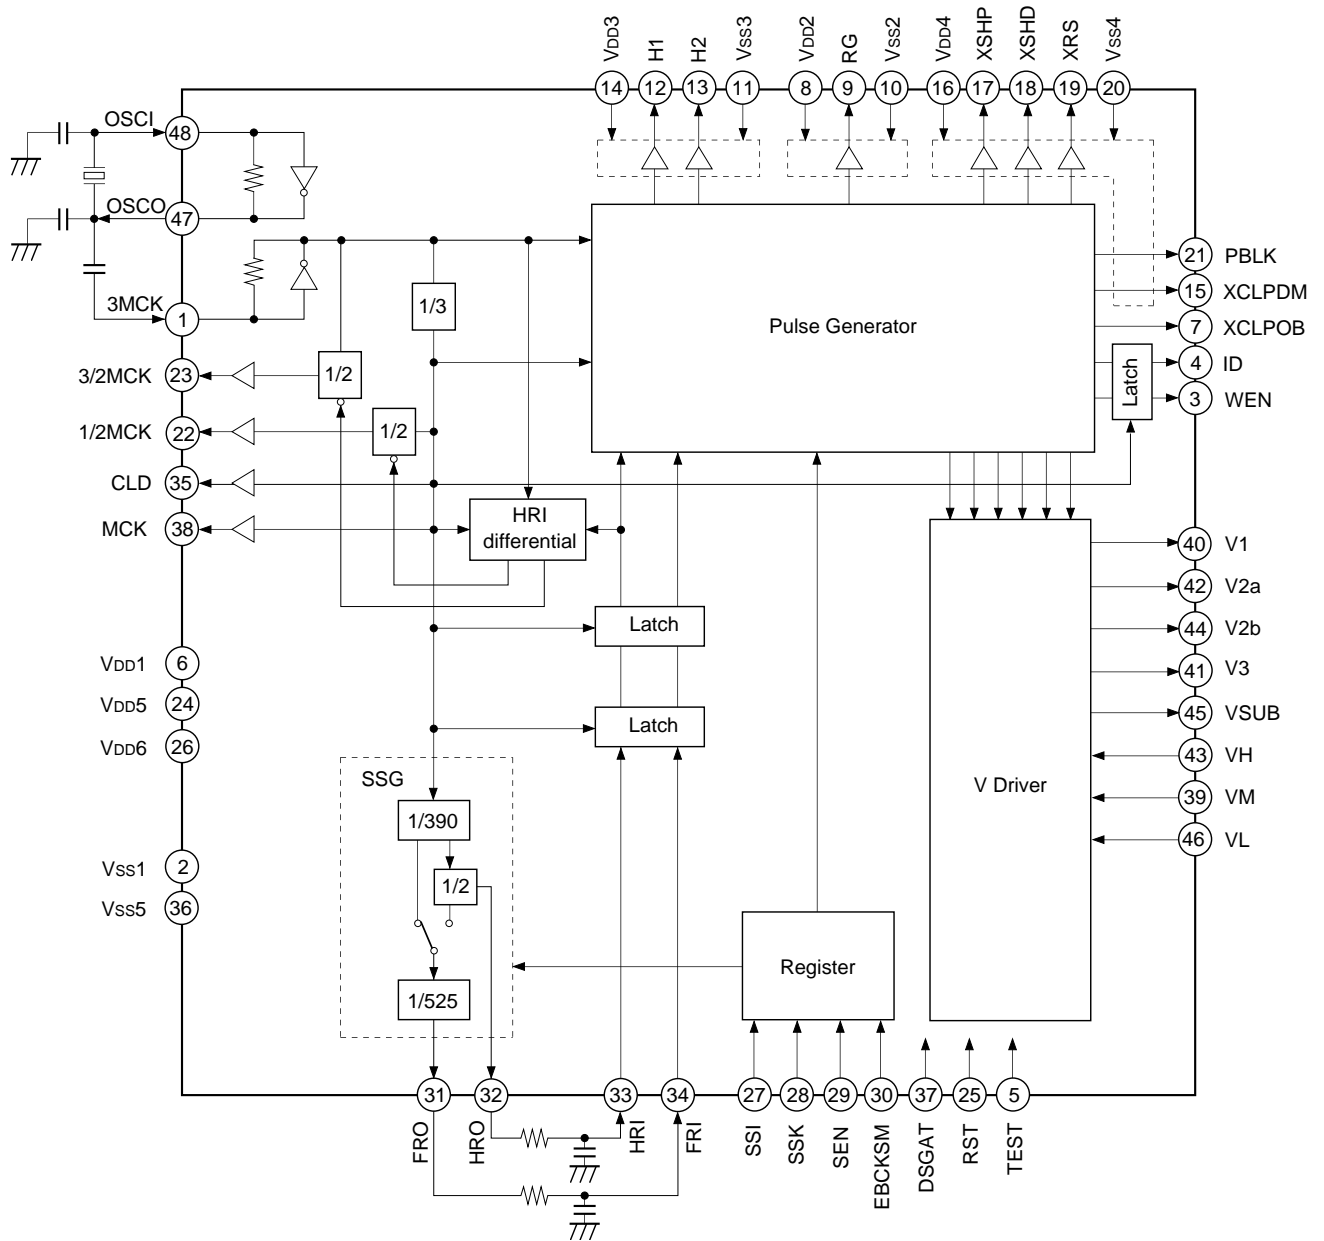 VDD3
H1
H2
VSS3
VDD2
RG
VSS2
VDD4
XSHP
XSHD
XRS
VSS4
14
12
13
11
8
9
10
16
17
18
19
20
OSCI
48
OSCO
47
3MCK
1
3/2MCK
23
1/2MCK
22
CLD
35
MCK
38
VDD1
6
VDD5
24
VDD6
26
VSS1
2
VSS5
36
1/3
1/2
1/2
HRI
differential
Pulse Generator
Latch
Latch
Latch
21
PBLK
15
XCLPDM
7
XCLPOB
4
ID
3
WEN
40
V1
42
V2a
44
V2b
41
V3
45
VSUB
43
VH
39
VM
46
VL
V Driver
SSG
1/390
1/2
1/525
Register
31
32
33
34
27
28
29
30
37
25
5
FRO
HRO
HRI
FRI
SSI
SSK
SEN
EBCKSM
DSGAT
RST
TEST